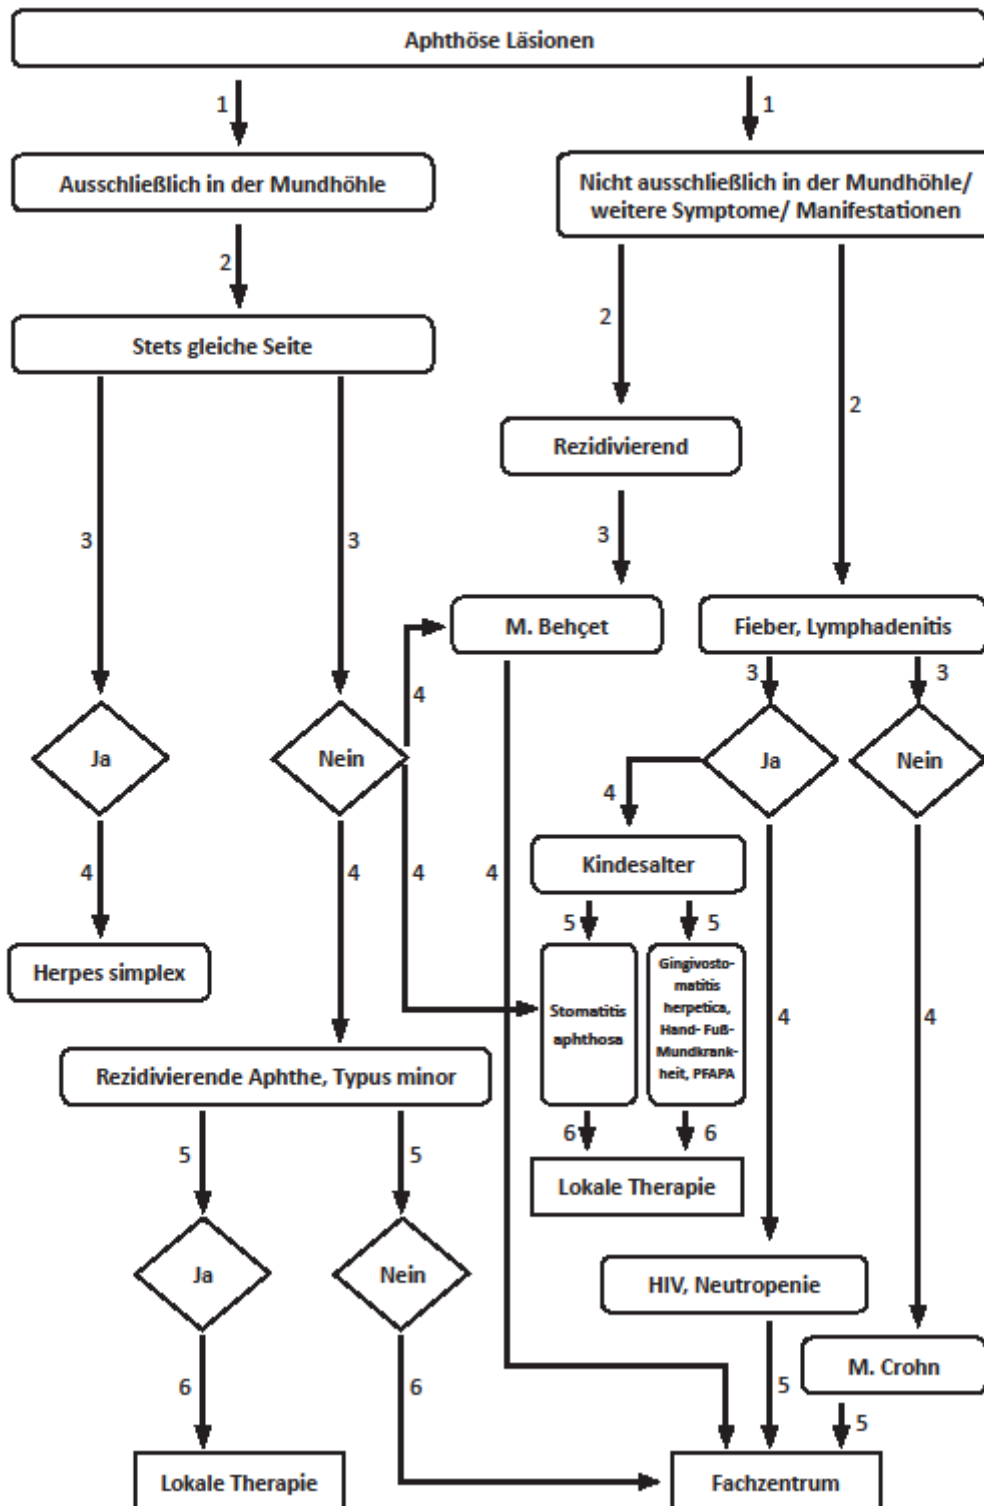 Aphthöse Läsionen
1
1
Ausschließlich in der Mundhöhle
Nicht ausschließlich in der Mundhöhle/
weitere Symptome/ Manifestationen
2
2
2
Stets gleiche Seite
Rezidivierend
3
3
3
M. Behçet
Fieber, Lymphadenitis
3
3
4
Ja
Nein
Ja
Nein
4
Kindesalter
4
4
4
4
5
5
Herpes simplex
Stomatitis
aphthosa
Gingivosto-
matitis
herpetica,
Hand- Fuß-
Mundkrank-
heit, PFAPA
4
4
Rezidivierende Aphthe, Typus minor
5
5
6
6
Lokale Therapie
Ja
Nein
HIV, Neutropenie
M. Crohn
6
6
5
5
Lokale Therapie
Fachzentrum